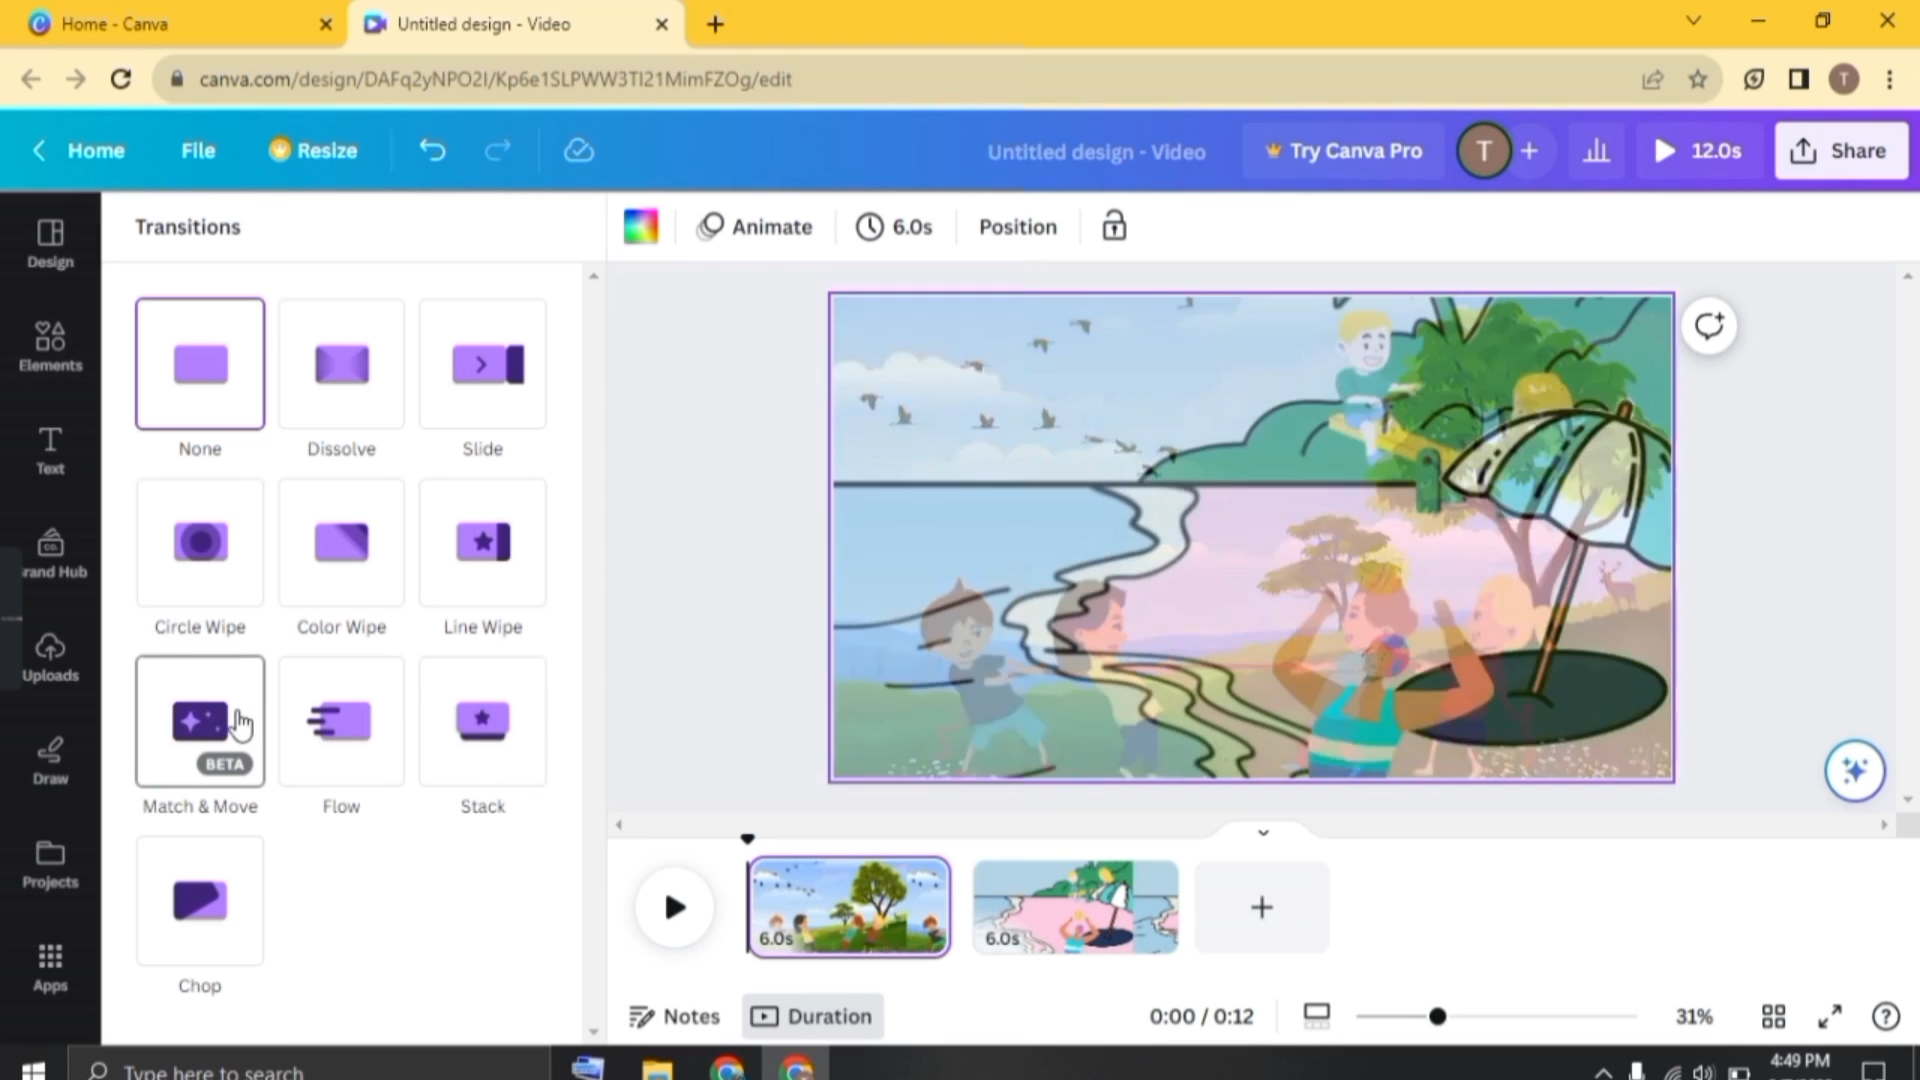 Home - Canva
Untitled design - Video
canva.com/design/DAFq2yNPO2I/Kp6e1SLPWW3TI21MimFZOg/edit
T
Home
File
Resize
Untitled design - Video
Try Canva Pro
T
12.0s
Share
Design
Elements
Text
CO.
rand Hub
Uploads
Draw
Projects
Apps
Transitions
None
Dissolve
Slide
Circle Wipe
Color Wipe
Line Wipe
BETA
Match & Move
Flow
Stack
Chop
Animate
6.0s
Position
6.0s
6.0s
Notes
Duration
0:00 / 0:12
31%
Type here to search
4:49 PM